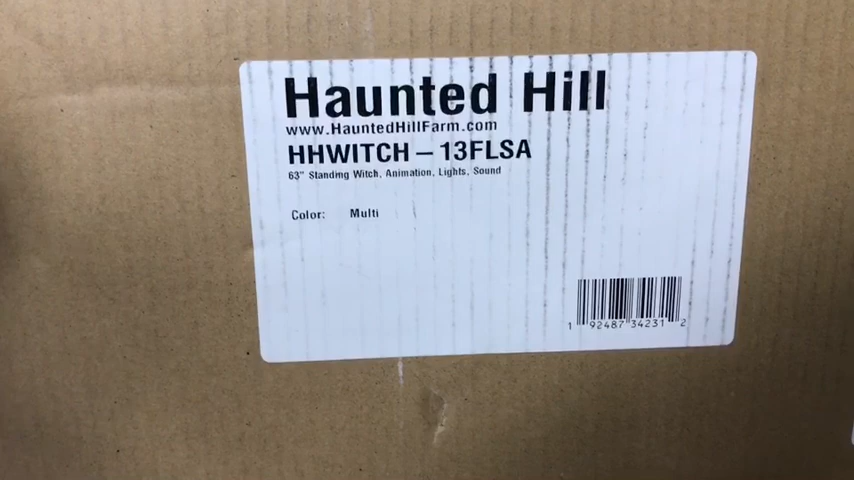 Haunted Hill
www.HauntedHillFarm.com
HHWITCH – 13FLSA
63" Standing Witch, Animation, Lights, Sound
Color: Multi
1 92487 34231 2